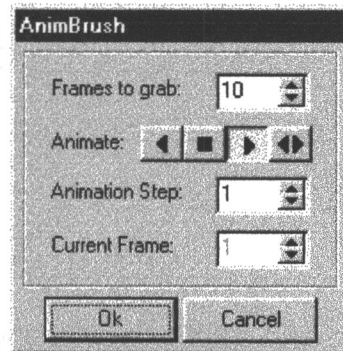 AnimBrush
Frames to grab: 10
Animate:
Animation Step: 1
Current Frame: 1
Ok Cancel